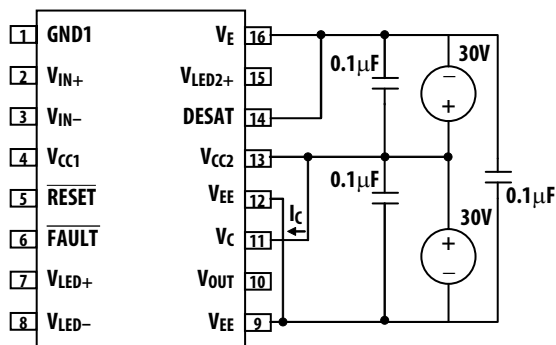 1 GND1 VE 16
30V
2 VIN+ VLED2+ 15
0.1μF
−
+
3 VIN− DESAT 14
4 VCC1 VCC2 13
0.1μF
5 RESET VEE 12
0.1μF
IC
30V
6 FAULT VC 11
+
−
7 VLED+ VOUT 10
8 VLED− VEE 9